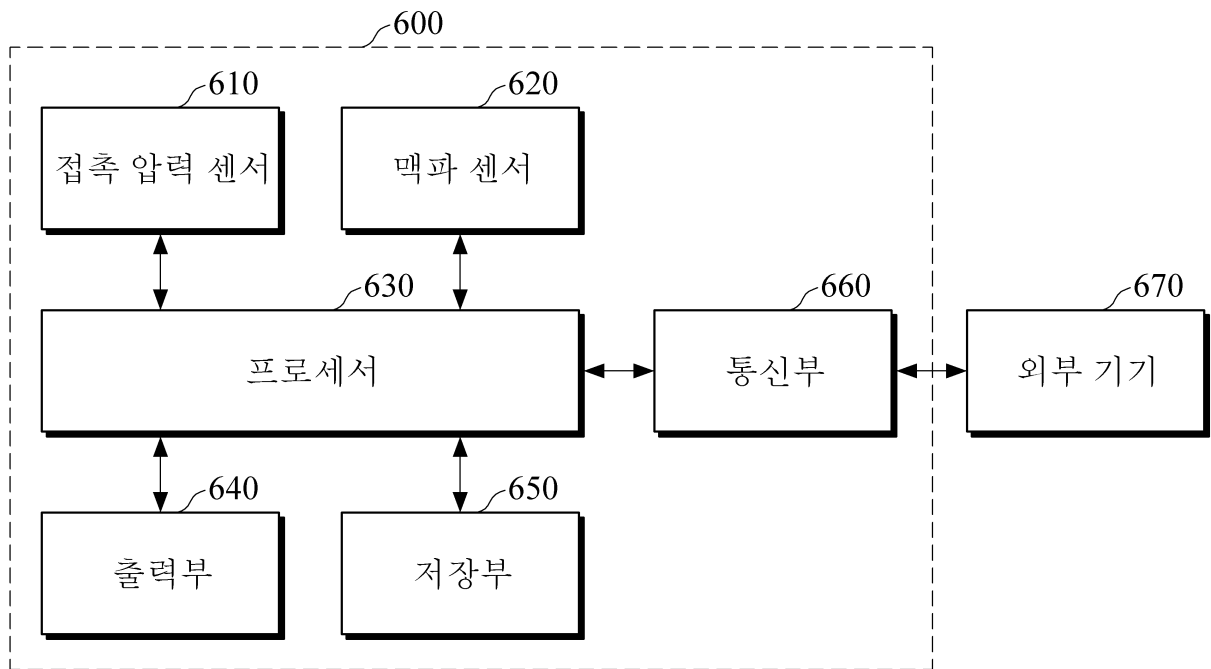 600
610
620
접촉 압력 센서
맥파 센서
630
660
670
프로세서
통신부
외부 기기
640
650
출력부
저장부